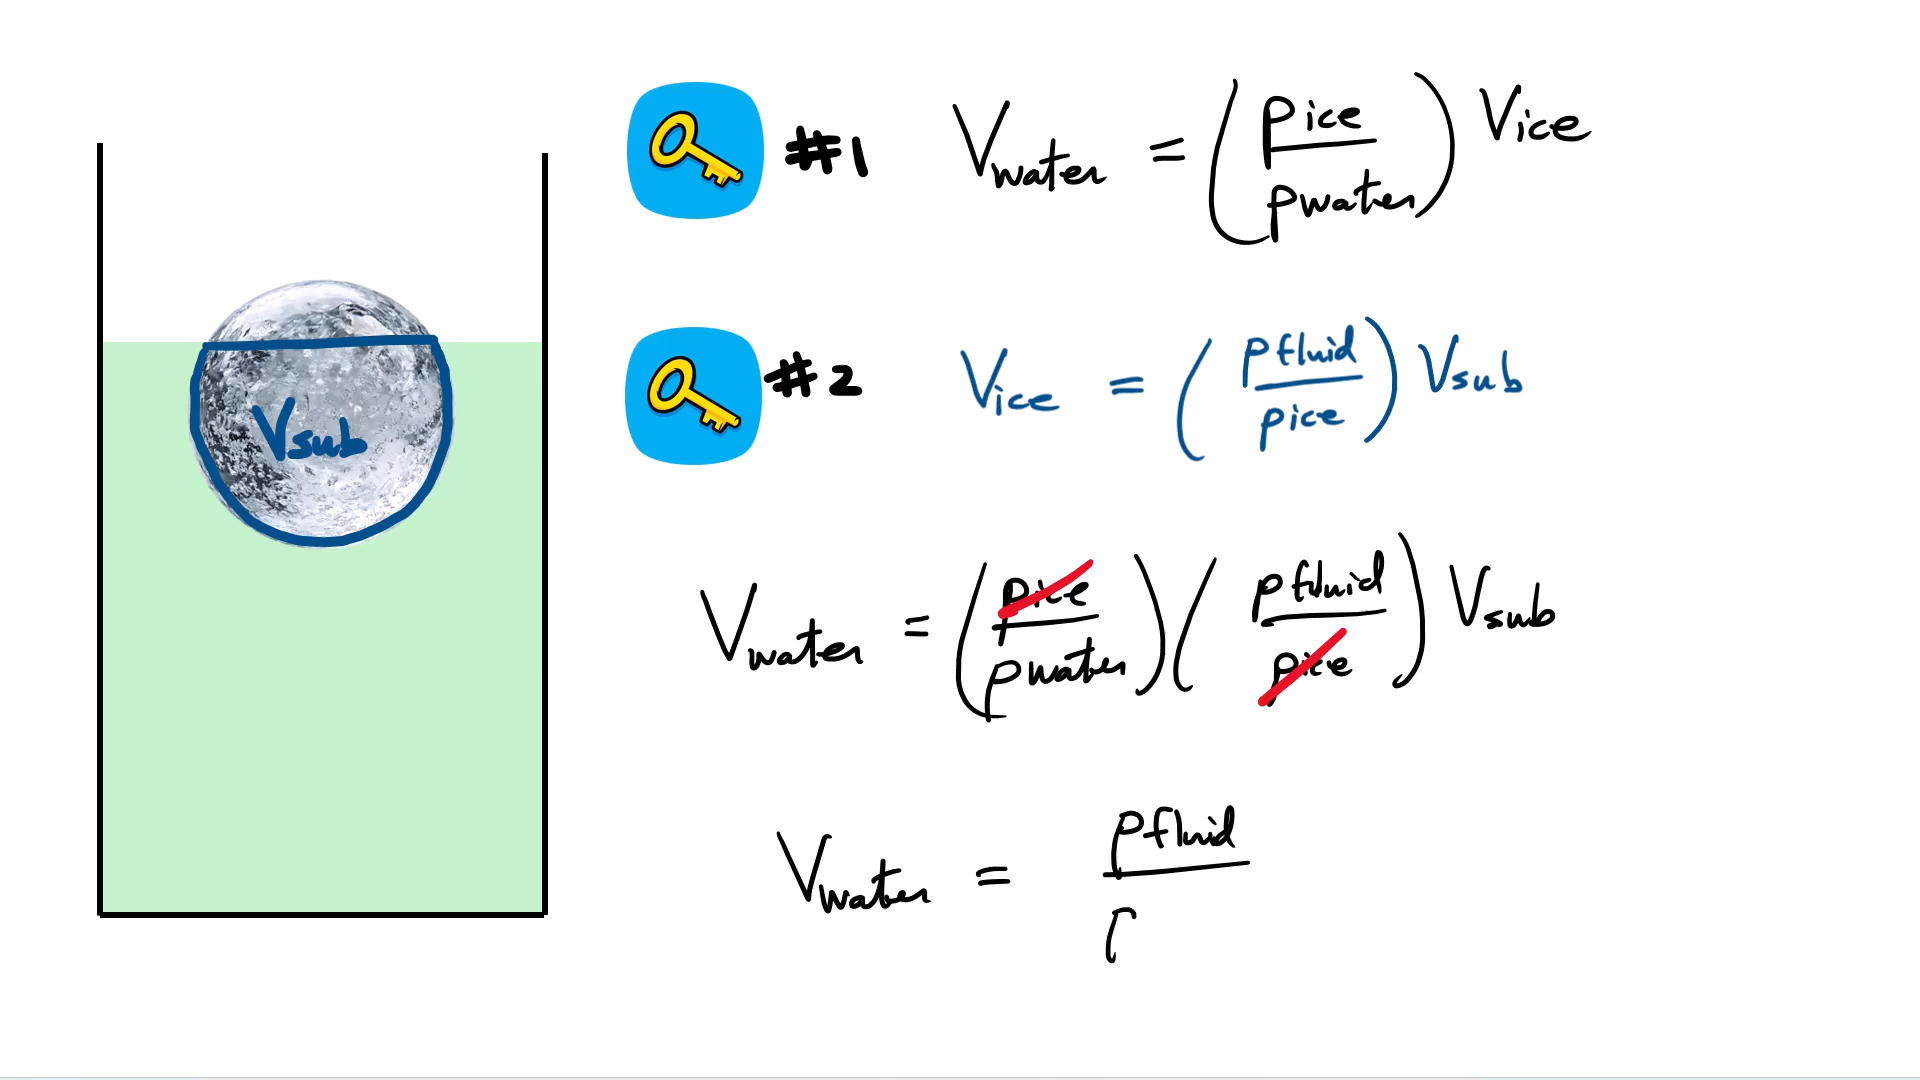 #1 Vwater = (ρice / ρwater) Vice
#2 Vice = (ρfluid / ρice) Vsub
Vsub
Vwater = (ρice / ρwater)(ρfluid / ρice) Vsub
Vwater = ρfluid / ρ